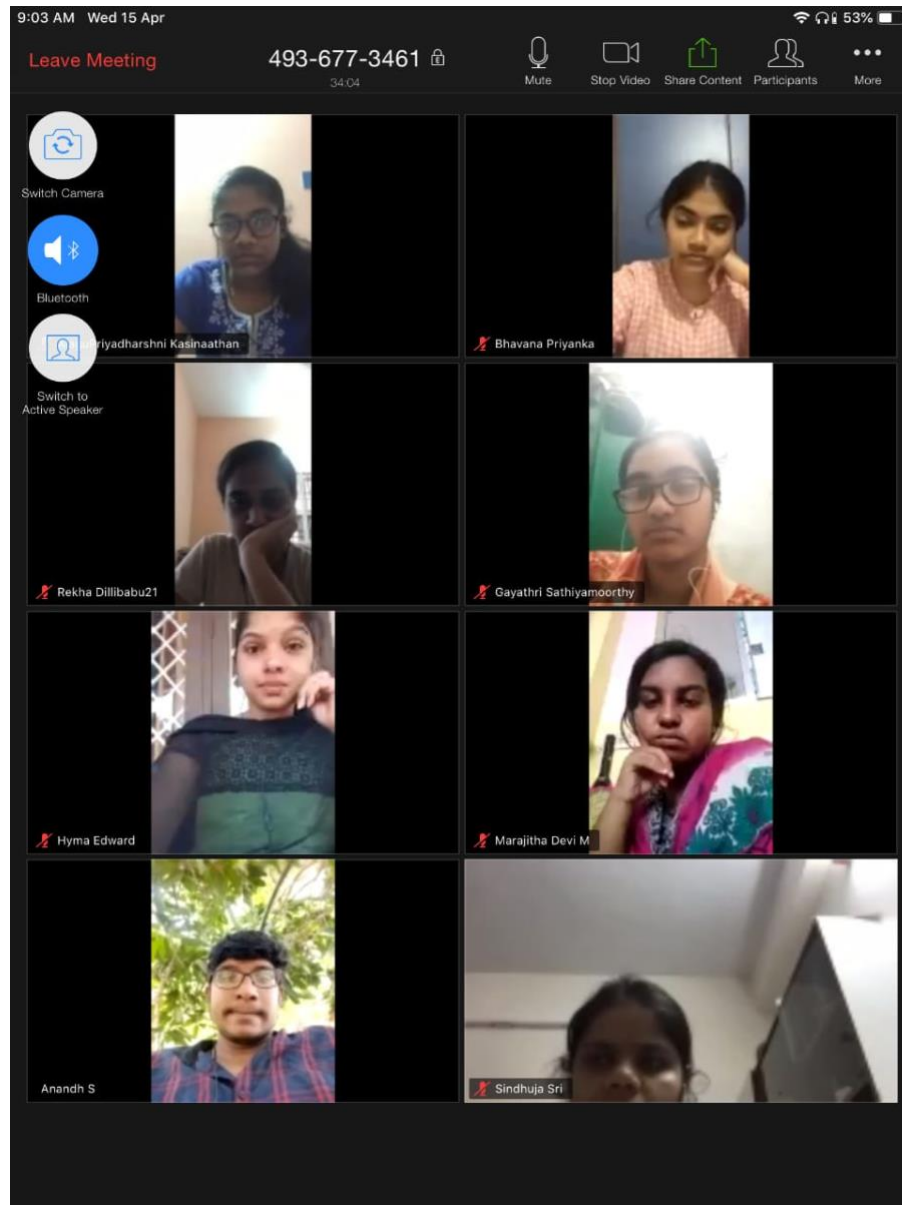 9:03 AM Wed 15 Apr
53%
Leave Meeting
493-677-3461
34:04
Mute
Stop Video
Share Content
Participants
More
Switch Camera
Bluetooth
Switch to
Active Speaker
riyadharshni Kasinaathan
Bhavana Priyanka
Rekha Dillibabu21
Gayathri Sathiyamoorthy
Hyma Edward
Marajitha Devi M
Anandh S
Sindhuja Sri